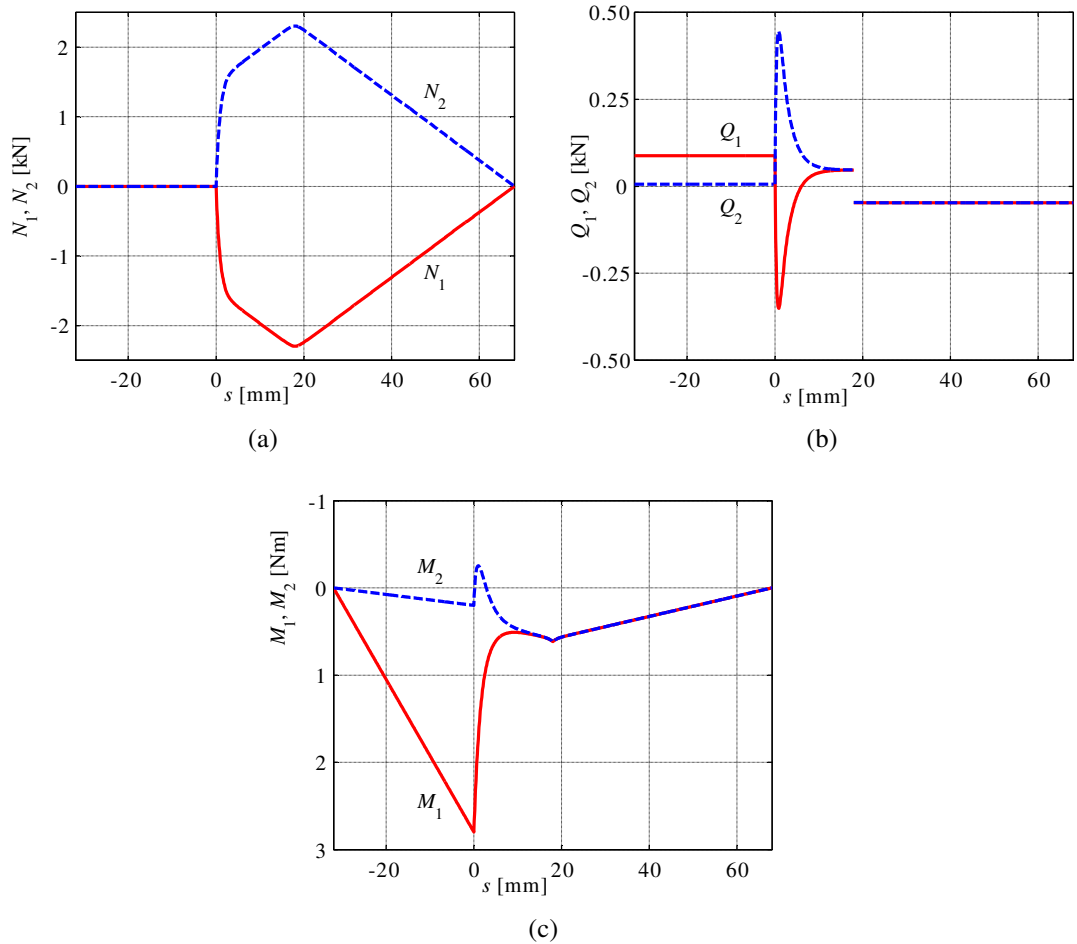 2
1
0
-1
-2
N1, N2 [kN]
N2
N1
-20 0 20 40 60
s [mm]
(a)
0.50
0.25
0
-0.25
-0.50
Q1, Q2 [kN]
Q1
Q2
-20 0 20 40 60
s [mm]
(b)
-1
0
1
2
3
M1, M2 [Nm]
M2
M1
-20 0 20 40 60
s [mm]
(c)